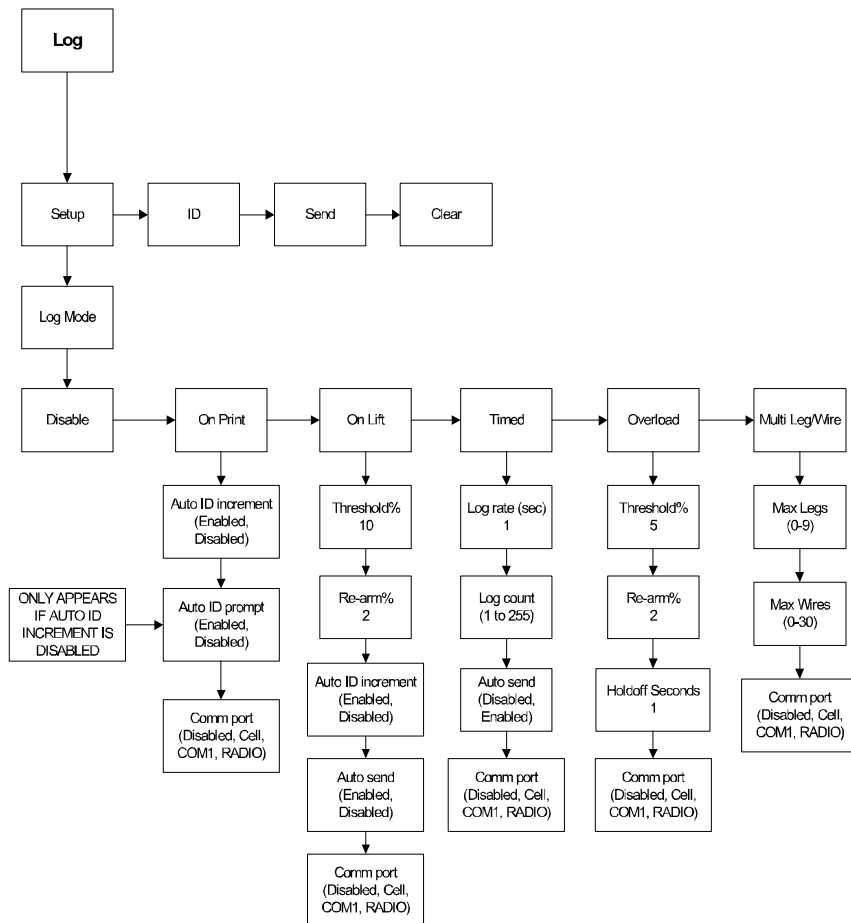 Log
Setup
ID
Send
Clear
Log Mode
Disable
On Print
On Lift
Timed
Overload
Multi Leg/Wire
Auto ID increment
(Enabled,
Disabled)
Threshold%
10
Log rate (sec)
1
Threshold%
5
Max Legs
(0-9)
ONLY APPEARS
IF AUTO ID
INCREMENT IS
DISABLED
Auto ID prompt
(Enabled,
Disabled)
Re-arm%
2
Log count
(1 to 255)
Re-arm%
2
Max Wires
(0-30)
Comm port
(Disabled, Cell,
COM1, RADIO)
Auto ID increment
(Enabled,
Disabled)
Auto send
(Disabled,
Enabled)
Holdoff Seconds
1
Comm port
(Disabled, Cell,
COM1, RADIO)
Auto send
(Enabled,
Disabled)
Comm port
(Disabled, Cell,
COM1, RADIO)
Comm port
(Disabled, Cell,
COM1, RADIO)
Comm port
(Disabled, Cell,
COM1, RADIO)